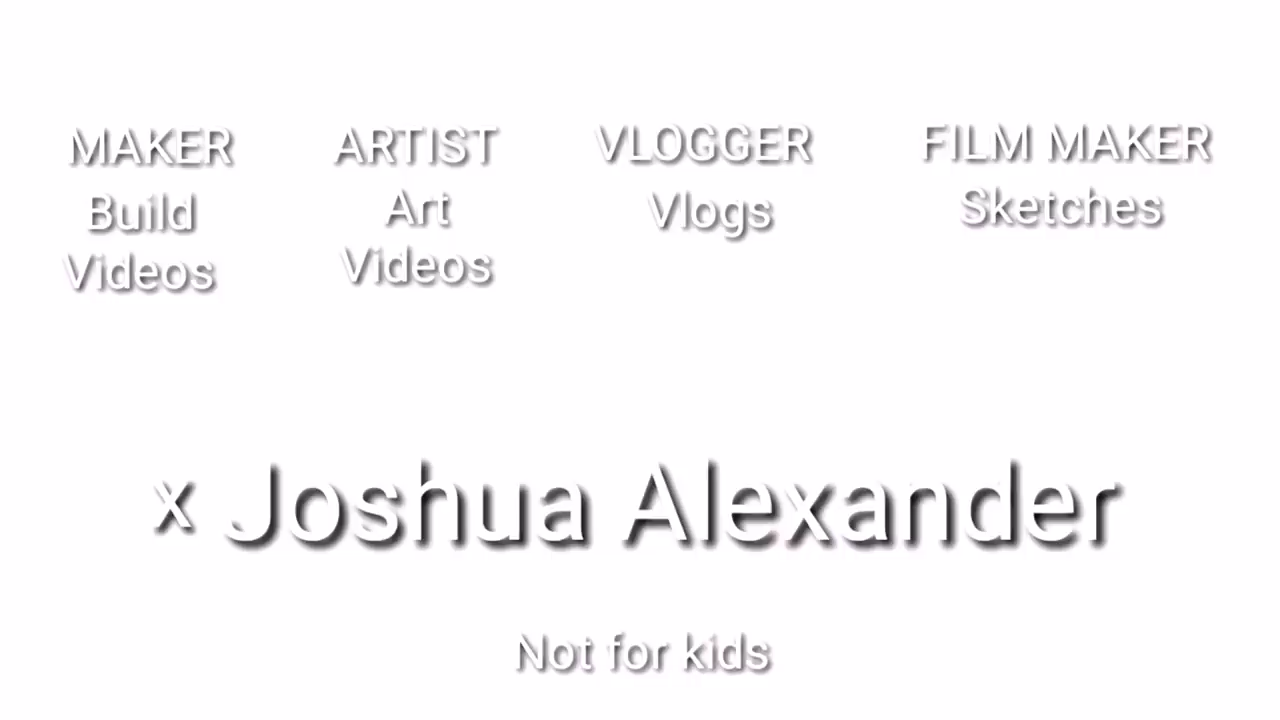 MAKER
Build
Videos
ARTIST
Art
Videos
VLOGGER
Vlogs
FILM MAKER
Sketches
x Joshua Alexander
Not for kids